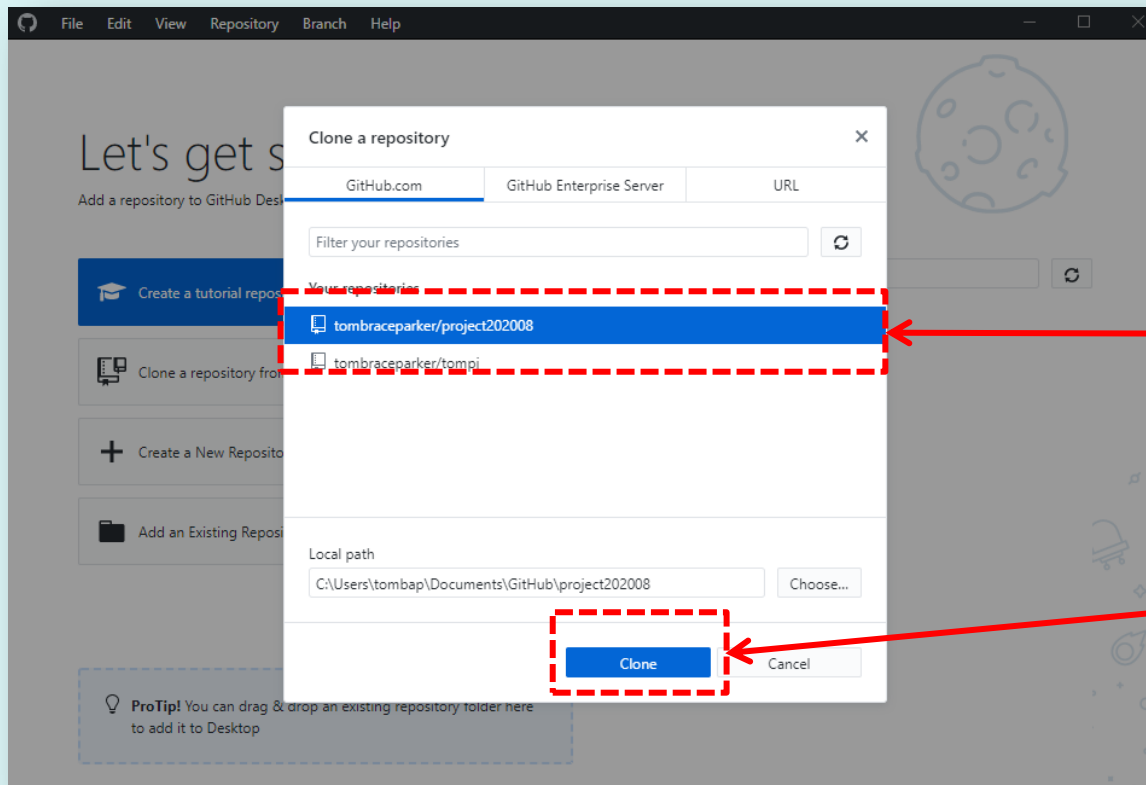 File Edit View Repository Branch Help
Let's get s
Add a repository to GitHub Desk
Create a tutorial repos
Clone a repository fro
Create a New Reposito
Add an Existing Reposi
ProTip! You can drag & drop an existing repository folder here
to add it to Desktop
Clone a repository
GitHub.com GitHub Enterprise Server URL
Filter your repositories
Your repositories
tombraceparker/project202008
tombraceparker/tompi
Local path
C:\Users\tombap\Documents\GitHub\project202008 Choose...
Clone Cancel